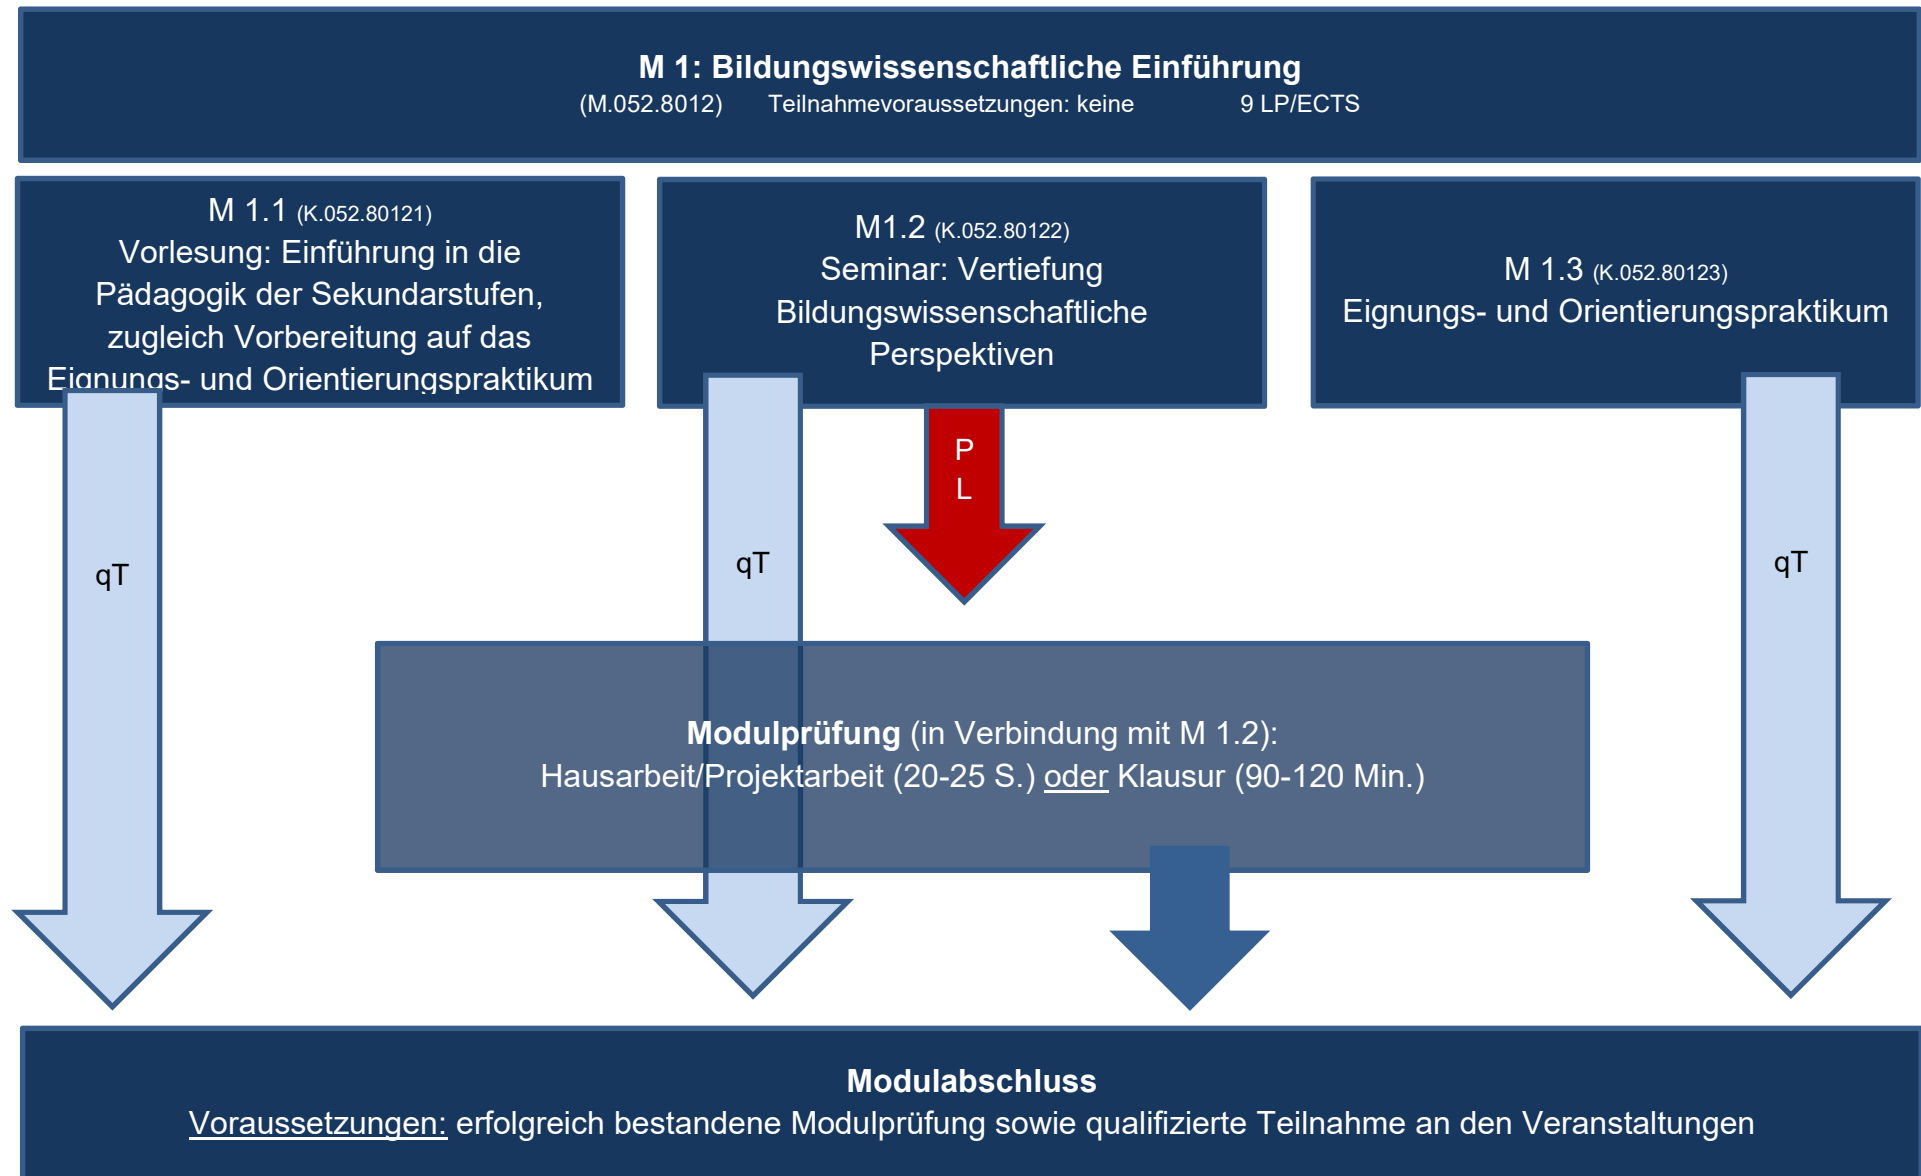 M 1: Bildungswissenschaftliche Einführung
(M.052.8012) Teilnahmevoraussetzungen: keine 9 LP/ECTS
M 1.1 (K.052.80121)
Vorlesung: Einführung in die
Pädagogik der Sekundarstufen,
zugleich Vorbereitung auf das
Eignungs- und Orientierungspraktikum
M1.2 (K.052.80122)
Seminar: Vertiefung
Bildungswissenschaftliche
Perspektiven
M 1.3 (K.052.80123)
Eignungs- und Orientierungspraktikum
P
L
qT
qT
qT
Modulprüfung (in Verbindung mit M 1.2):
Hausarbeit/Projektarbeit (20-25 S.) oder Klausur (90-120 Min.)
Modulabschluss
Voraussetzungen: erfolgreich bestandene Modulprüfung sowie qualifizierte Teilnahme an den Veranstaltungen